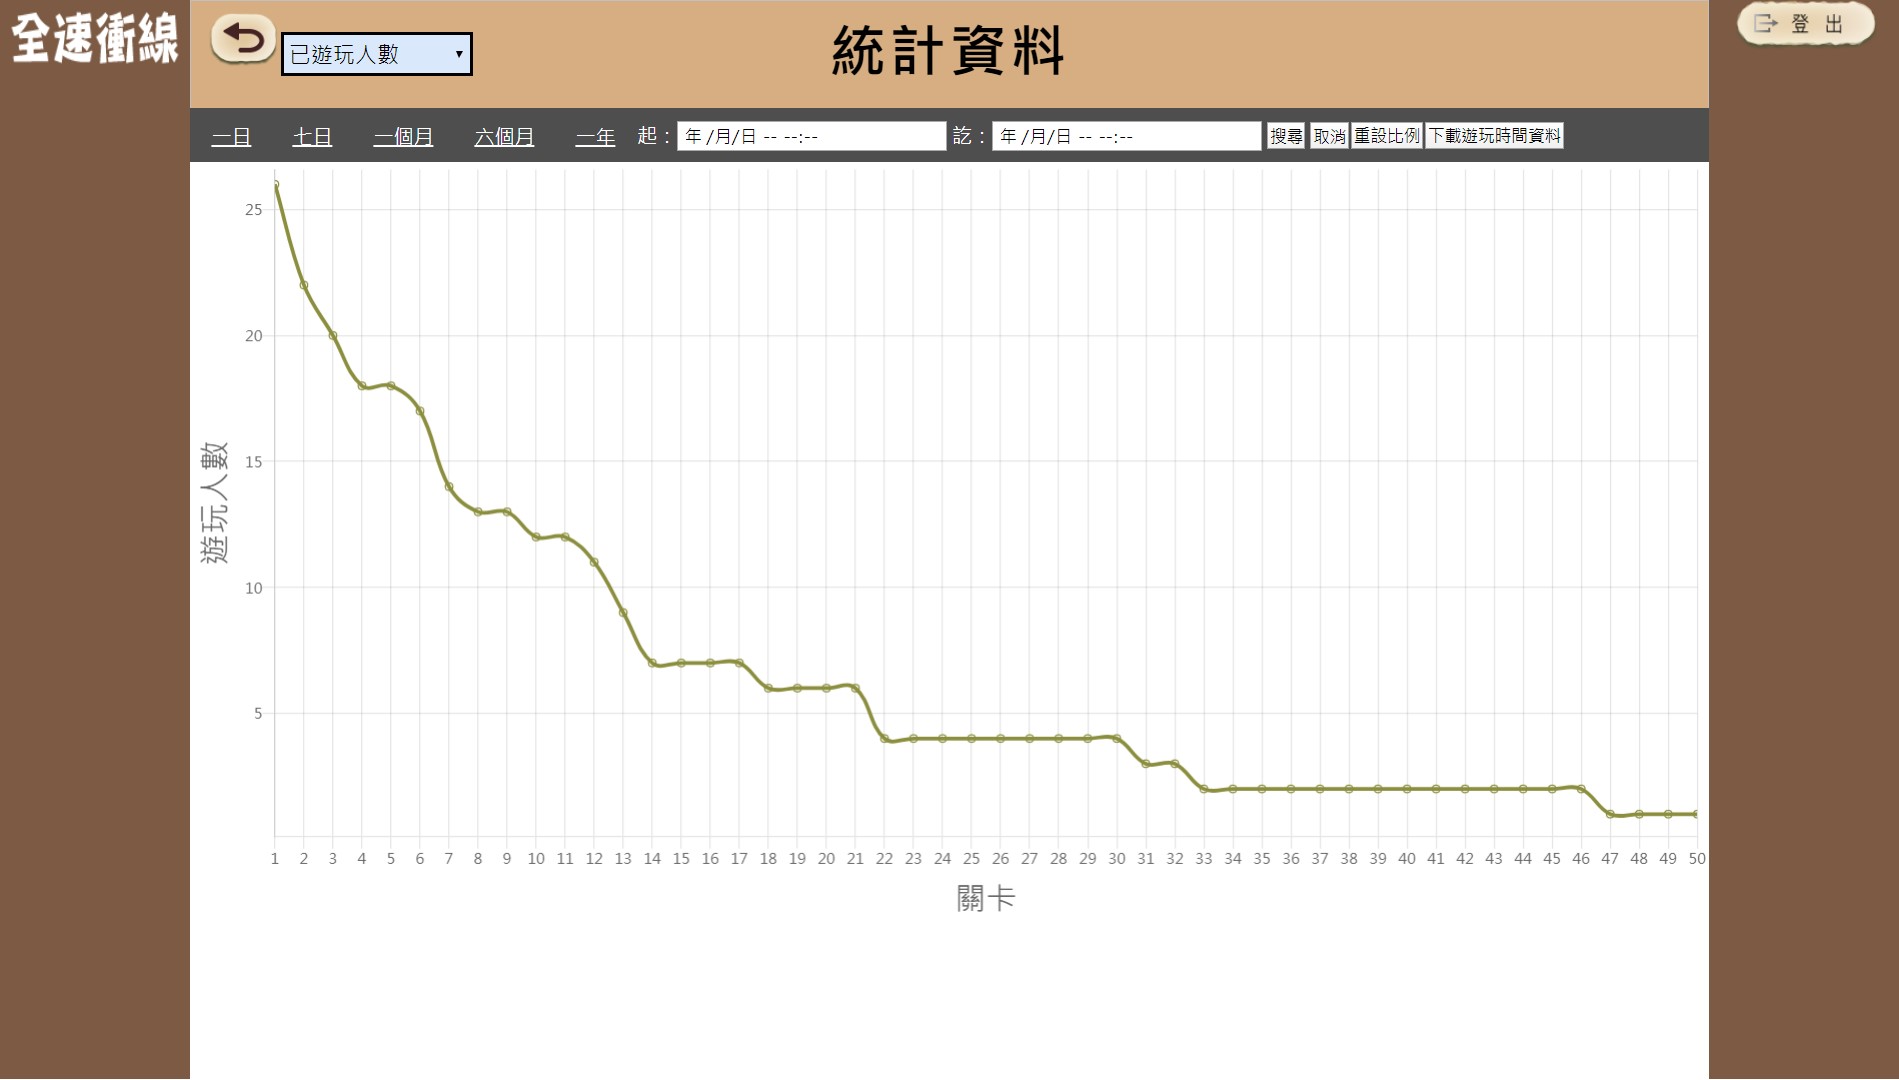 全速衝線
已遊玩人數
統計資料
登出
一日 七日 一個月 六個月 一年 起： 年 /月/日 -- --:-- 訖： 年 /月/日 -- --:-- 搜尋 取消 重設比例 下載遊玩時間資料
25
20
15
10
5
遊玩人數
1 2 3 4 5 6 7 8 9 10 11 12 13 14 15 16 17 18 19 20 21 22 23 24 25 26 27 28 29 30 31 32 33 34 35 36 37 38 39 40 41 42 43 44 45 46 47 48 49 50
關卡